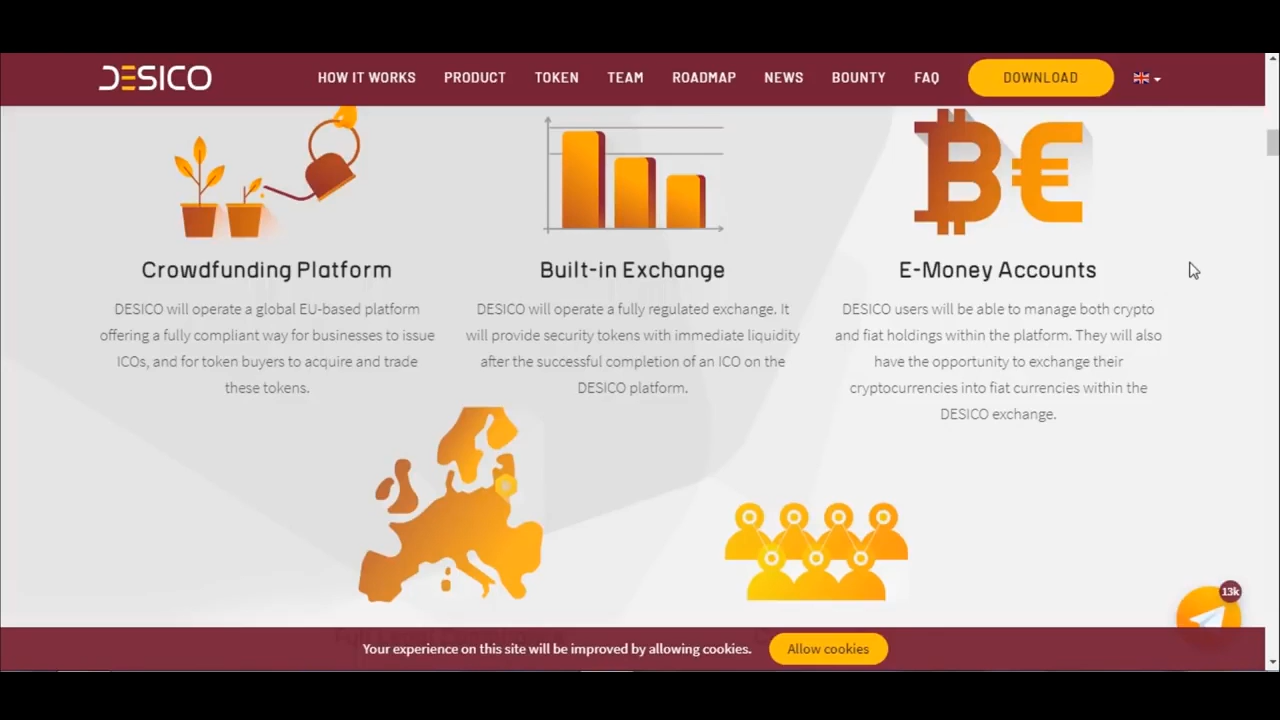 DESICO
HOW IT WORKS PRODUCT TOKEN TEAM ROADMAP NEWS BOUNTY FAQ DOWNLOAD
Crowdfunding Platform
DESICO will operate a global EU-based platform
offering a fully compliant way for businesses to issue
ICOs, and for token buyers to acquire and trade
these tokens.
Built-in Exchange
DESICO will operate a fully regulated exchange. It
will provide security tokens with immediate liquidity
after the successful completion of an ICO on the
DESICO platform.
E-Money Accounts
DESICO users will be able to manage both crypto
and fiat holdings within the platform. They will also
have the opportunity to exchange their
cryptocurrencies into fiat currencies within the
DESICO exchange.
13k
Your experience on this site will be improved by allowing cookies.
Allow cookies